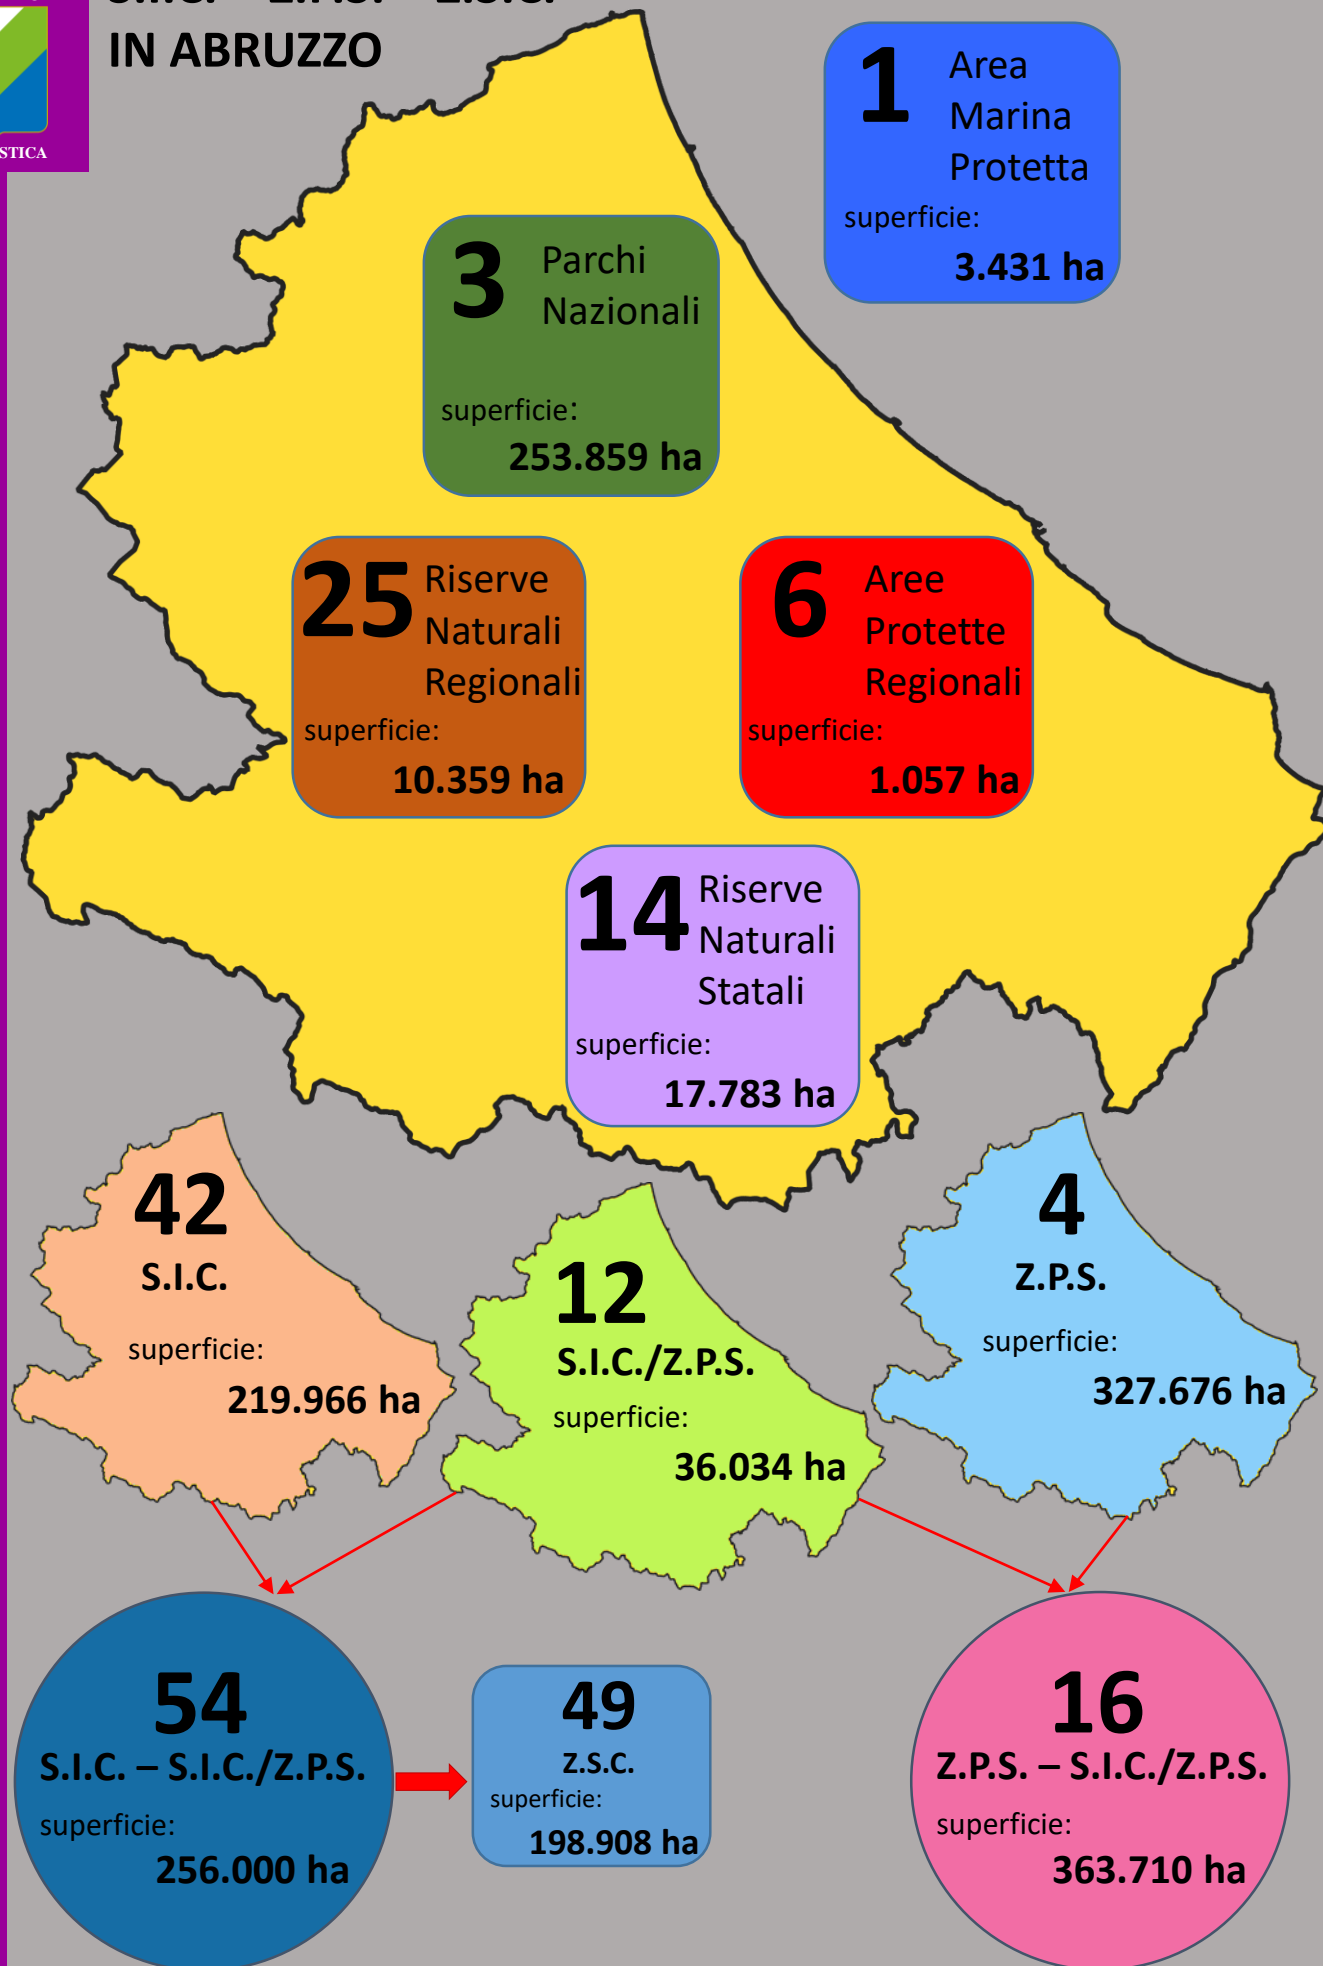 IN ABRUZZO
STICA
1 Area
Marina
Protetta
superficie:
3.431 ha
3 Parchi
Nazionali
superficie:
253.859 ha
25 Riserve
Naturali
Regionali
superficie:
10.359 ha
6 Aree
Protette
Regionali
superficie:
1.057 ha
14 Riserve
Naturali
Statali
superficie:
17.783 ha
42
S.I.C.
superficie:
219.966 ha
12
S.I.C./Z.P.S.
superficie:
36.034 ha
4
Z.P.S.
superficie:
327.676 ha
54
S.I.C. – S.I.C./Z.P.S.
superficie:
256.000 ha
49
Z.S.C.
superficie:
198.908 ha
16
Z.P.S. – S.I.C./Z.P.S.
superficie:
363.710 ha